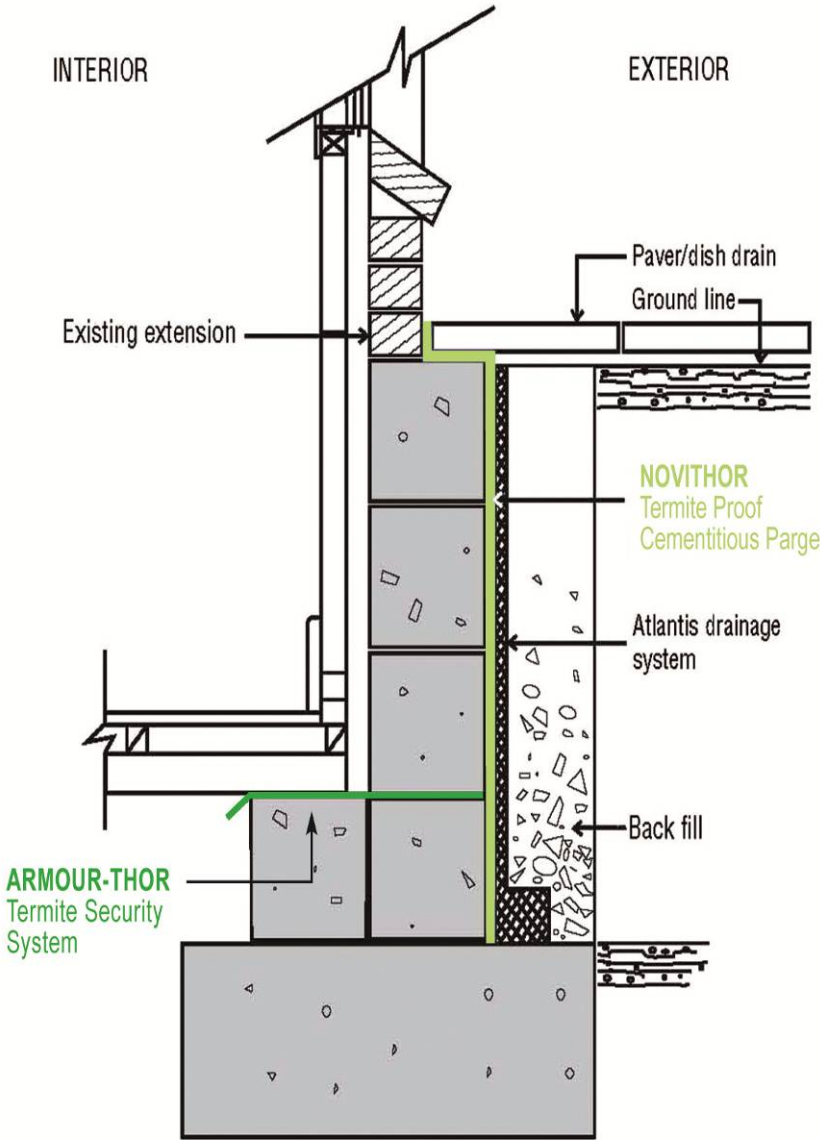 INTERIOR
EXTERIOR
Paver/dish drain
Ground line
Existing extension
NOVITHOR
Termite Proof
Cementitious Parge
Atlantis drainage
system
Back fill
ARMOUR-THOR
Termite Security
System